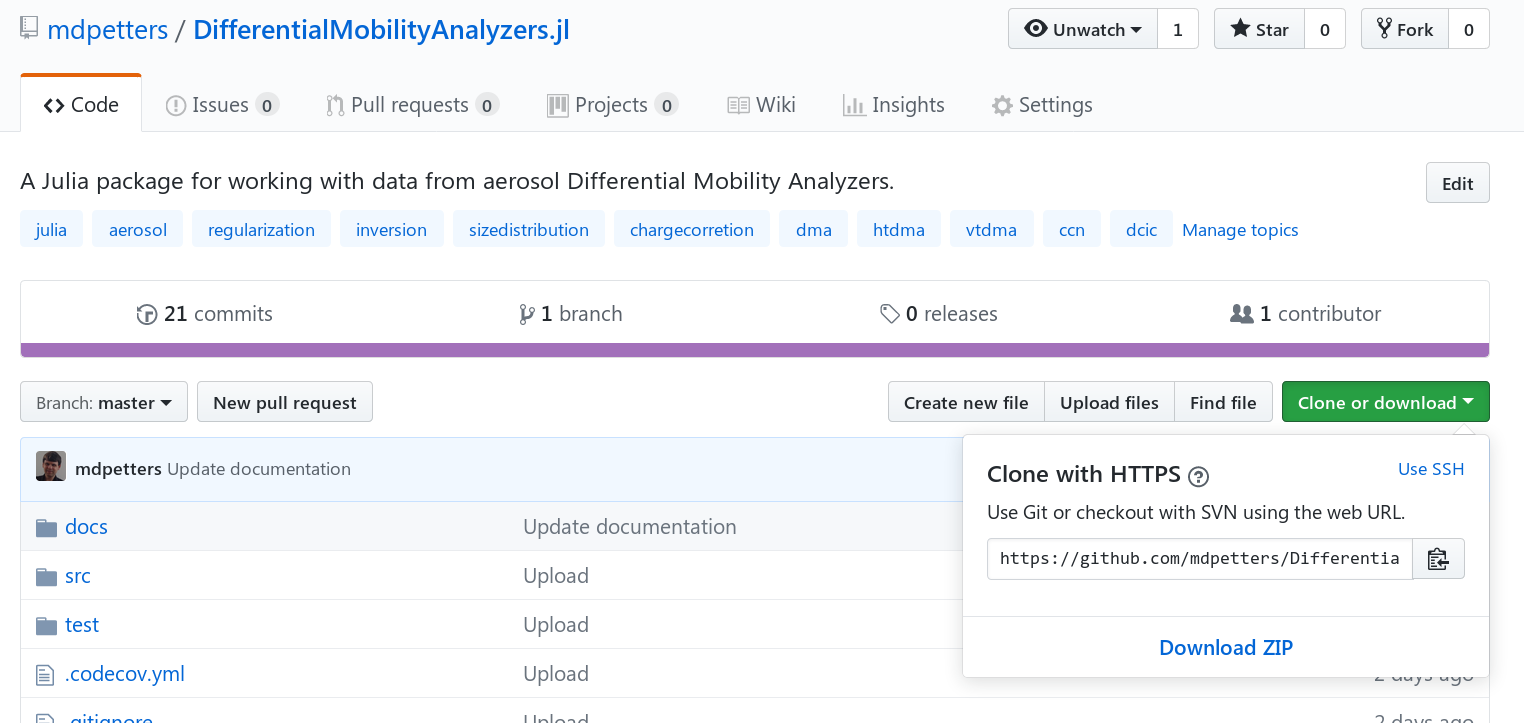 mdpetters / DifferentialMobilityAnalyzers.jl
Unwatch 1 Star 0 Fork 0
Code Issues 0 Pull requests 0 Projects 0 Wiki Insights Settings
A Julia package for working with data from aerosol Differential Mobility Analyzers.
Edit
julia aerosol regularization inversion sizedistribution chargecorretion dma htdma vtdma ccn dcic Manage topics
21 commits 1 branch 0 releases 1 contributor
Branch: master New pull request Create new file Upload files Find file Clone or download
mdpetters Update documentation
docs Update documentation
src Upload
test Upload
.codecov.yml Upload 2 days ago
.gitignore Upload 2 days ago
Clone with HTTPS ? Use SSH
Use Git or checkout with SVN using the web URL.
https://github.com/mdpetters/Differentia
Download ZIP